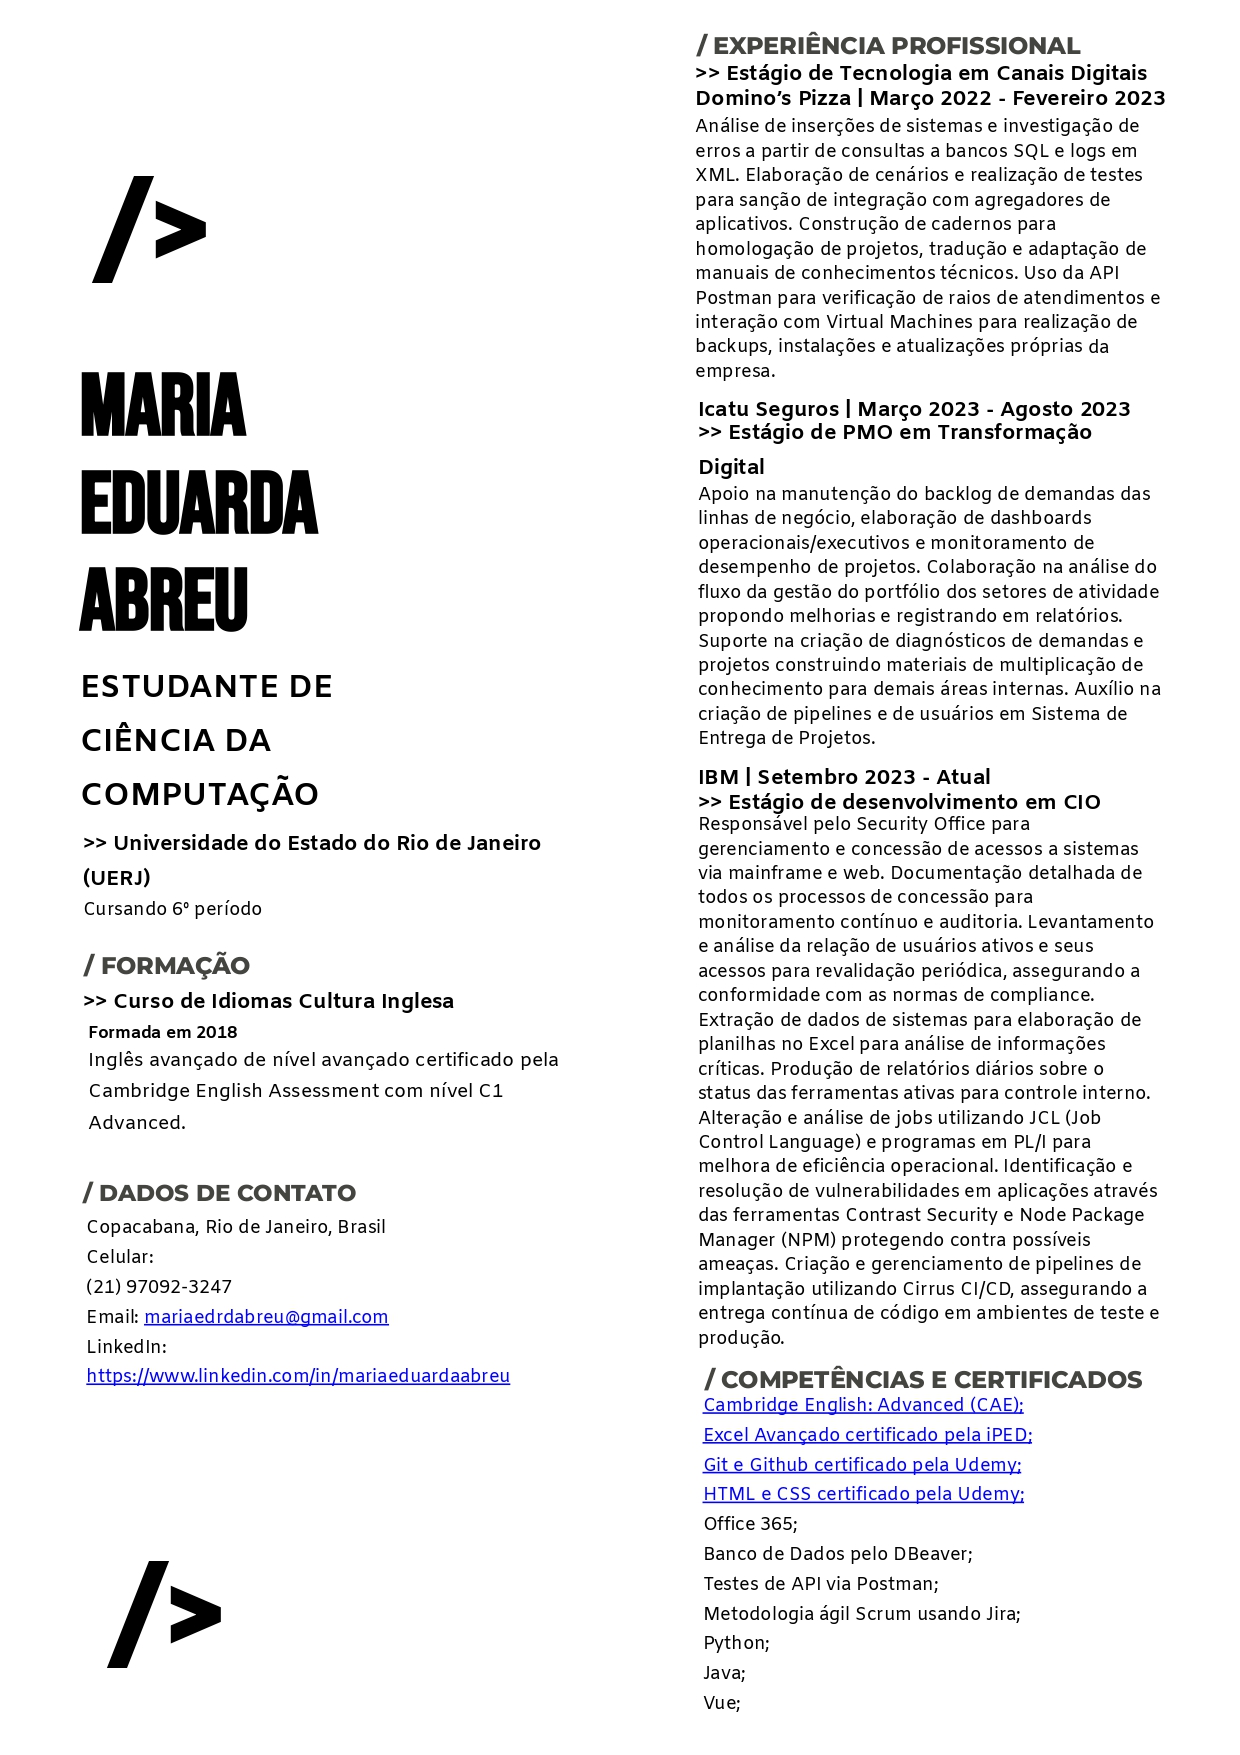 />
MARIA
EDUARDA
ABREU
ESTUDANTE DE
CIÊNCIA DA
COMPUTAÇÃO
>> Universidade do Estado do Rio de Janeiro
(UERJ)
Cursando 6º período
/ FORMAÇÃO
>> Curso de Idiomas Cultura Inglesa
Formada em 2018
Inglês avançado de nível avançado certificado pela
Cambridge English Assessment com nível C1
Advanced.
/ DADOS DE CONTATO
Copacabana, Rio de Janeiro, Brasil
Celular:
(21) 97092-3247
Email: mariaedrdabreu@gmail.com
LinkedIn:
https://www.linkedin.com/in/mariaeduardaabreu
/>
/ EXPERIÊNCIA PROFISSIONAL
>> Estágio de Tecnologia em Canais Digitais
Domino’s Pizza | Março 2022 - Fevereiro 2023
Análise de inserções de sistemas e investigação de
erros a partir de consultas a bancos SQL e logs em
XML. Elaboração de cenários e realização de testes
para sanção de integração com agregadores de
aplicativos. Construção de cadernos para
homologação de projetos, tradução e adaptação de
manuais de conhecimentos técnicos. Uso da API
Postman para verificação de raios de atendimentos e
interação com Virtual Machines para realização de
backups, instalações e atualizações próprias da
empresa.
Icatu Seguros | Março 2023 - Agosto 2023
>> Estágio de PMO em Transformação
Digital
Apoio na manutenção do backlog de demandas das
linhas de negócio, elaboração de dashboards
operacionais/executivos e monitoramento de
desempenho de projetos. Colaboração na análise do
fluxo da gestão do portfólio dos setores de atividade
propondo melhorias e registrando em relatórios.
Suporte na criação de diagnósticos de demandas e
projetos construindo materiais de multiplicação de
conhecimento para demais áreas internas. Auxílio na
criação de pipelines e de usuários em Sistema de
Entrega de Projetos.
IBM | Setembro 2023 - Atual
>> Estágio de desenvolvimento em CIO
Responsável pelo Security Office para
gerenciamento e concessão de acessos a sistemas
via mainframe e web. Documentação detalhada de
todos os processos de concessão para
monitoramento contínuo e auditoria. Levantamento
e análise da relação de usuários ativos e seus
acessos para revalidação periódica, assegurando a
conformidade com as normas de compliance.
Extração de dados de sistemas para elaboração de
planilhas no Excel para análise de informações
críticas. Produção de relatórios diários sobre o
status das ferramentas ativas para controle interno.
Alteração e análise de jobs utilizando JCL (Job
Control Language) e programas em PL/I para
melhora de eficiência operacional. Identificação e
resolução de vulnerabilidades em aplicações através
das ferramentas Contrast Security e Node Package
Manager (NPM) protegendo contra possíveis
ameaças. Criação e gerenciamento de pipelines de
implantação utilizando Cirrus CI/CD, assegurando a
entrega contínua de código em ambientes de teste e
produção.
/ COMPETÊNCIAS E CERTIFICADOS
Cambridge English: Advanced (CAE);
Excel Avançado certificado pela iPED;
Git e Github certificado pela Udemy;
HTML e CSS certificado pela Udemy;
Office 365;
Banco de Dados pelo DBeaver;
Testes de API via Postman;
Metodologia ágil Scrum usando Jira;
Python;
Java;
Vue;